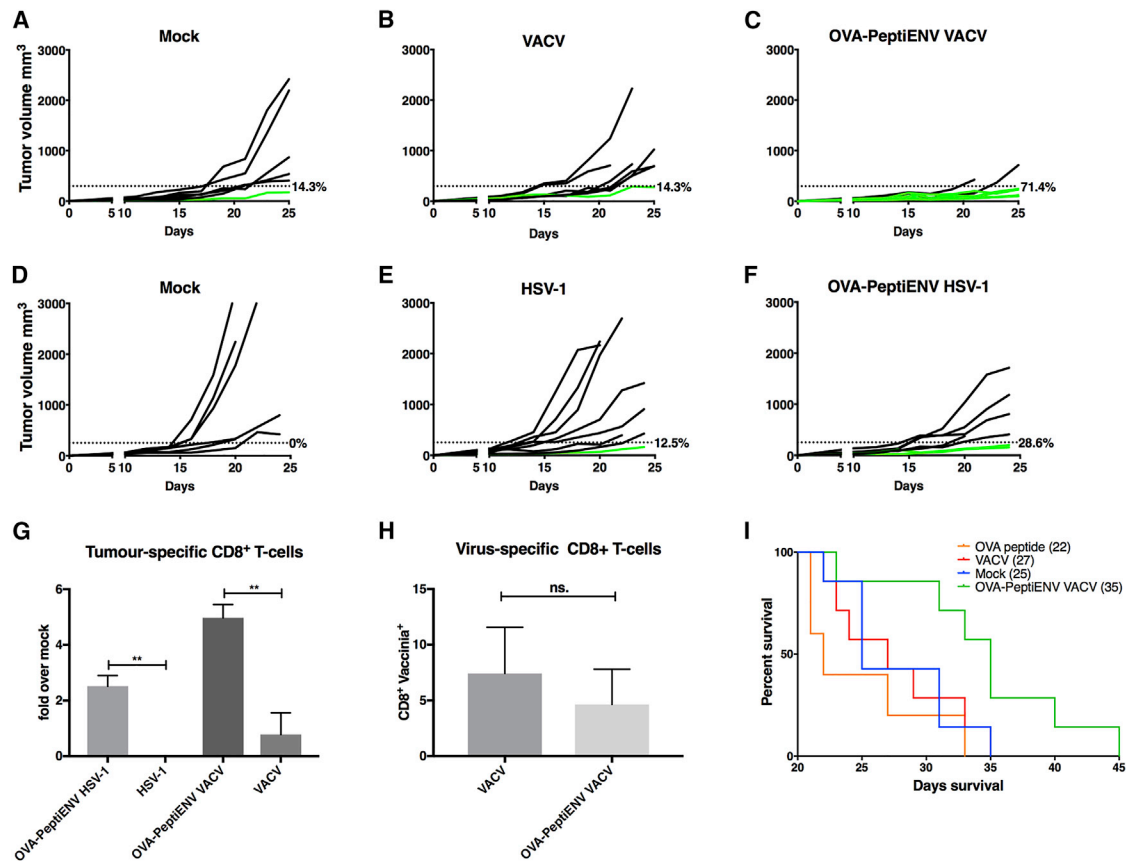 A
Mock
Tumor volume mm3
3000
2000
1000
0
0
5 10
15
20
25
14.3%
Days
B
VACV
3000
2000
1000
0
0
5 10
15
20
25
14.3%
Days
C
OVA-PeptiENV VACV
3000
2000
1000
0
0
5 10
15
20
25
71.4%
Days
D
Mock
Tumor volume mm3
3000
2000
1000
0
0
5 10
15
20
25
0%
Days
E
HSV-1
3000
2000
1000
0
0
5 10
15
20
25
12.5%
Days
F
OVA-PeptiENV HSV-1
3000
2000
1000
0
0
5 10
15
20
25
28.6%
Days
G
Tumour-specific CD8+ T-cells
fold over mock
6
4
2
0
**
**
OVA-PeptiENV HSV-1
HSV-1
OVA-PeptiENV VACV
VACV
H
Virus-specific CD8+ T-cells
CD8+ Vaccinia+
15
10
5
0
ns.
VACV
OVA-PeptiENV VACV
I
OVA peptide (22)
VACV (27)
Mock (25)
OVA-PeptiENV VACV (35)
Percent survival
100
50
0
20
25
30
35
40
45
Days survival